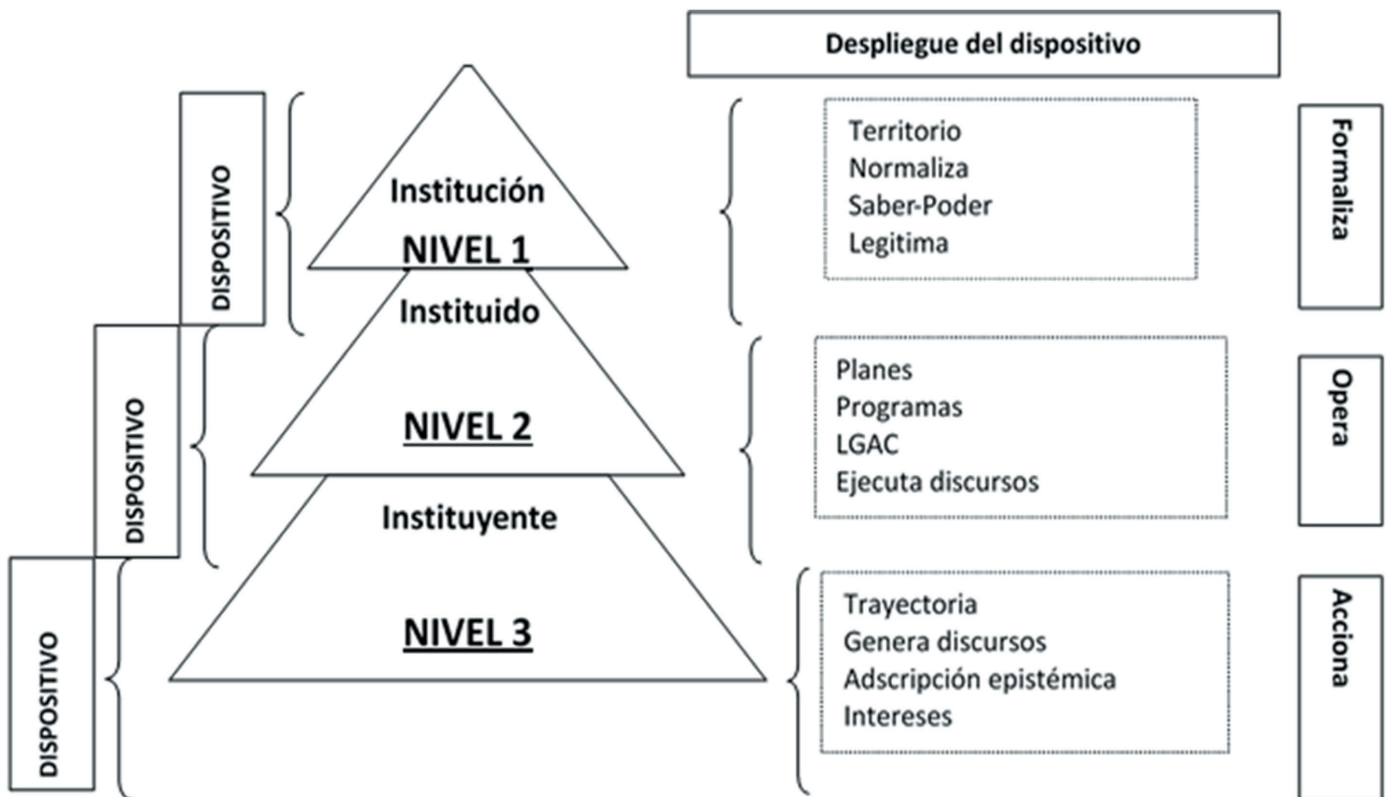 Despliegue del dispositivo
DISPOSITIVO
Institución
NIVEL 1
Territorio
Normaliza
Saber-Poder
Legitima
Formaliza
DISPOSITIVO
Instituido
NIVEL 2
Planes
Programas
LGAC
Ejecuta discursos
Opera
DISPOSITIVO
Instituyente
NIVEL 3
Trayectoria
Genera discursos
Adscripción epistémica
Intereses
Acciona